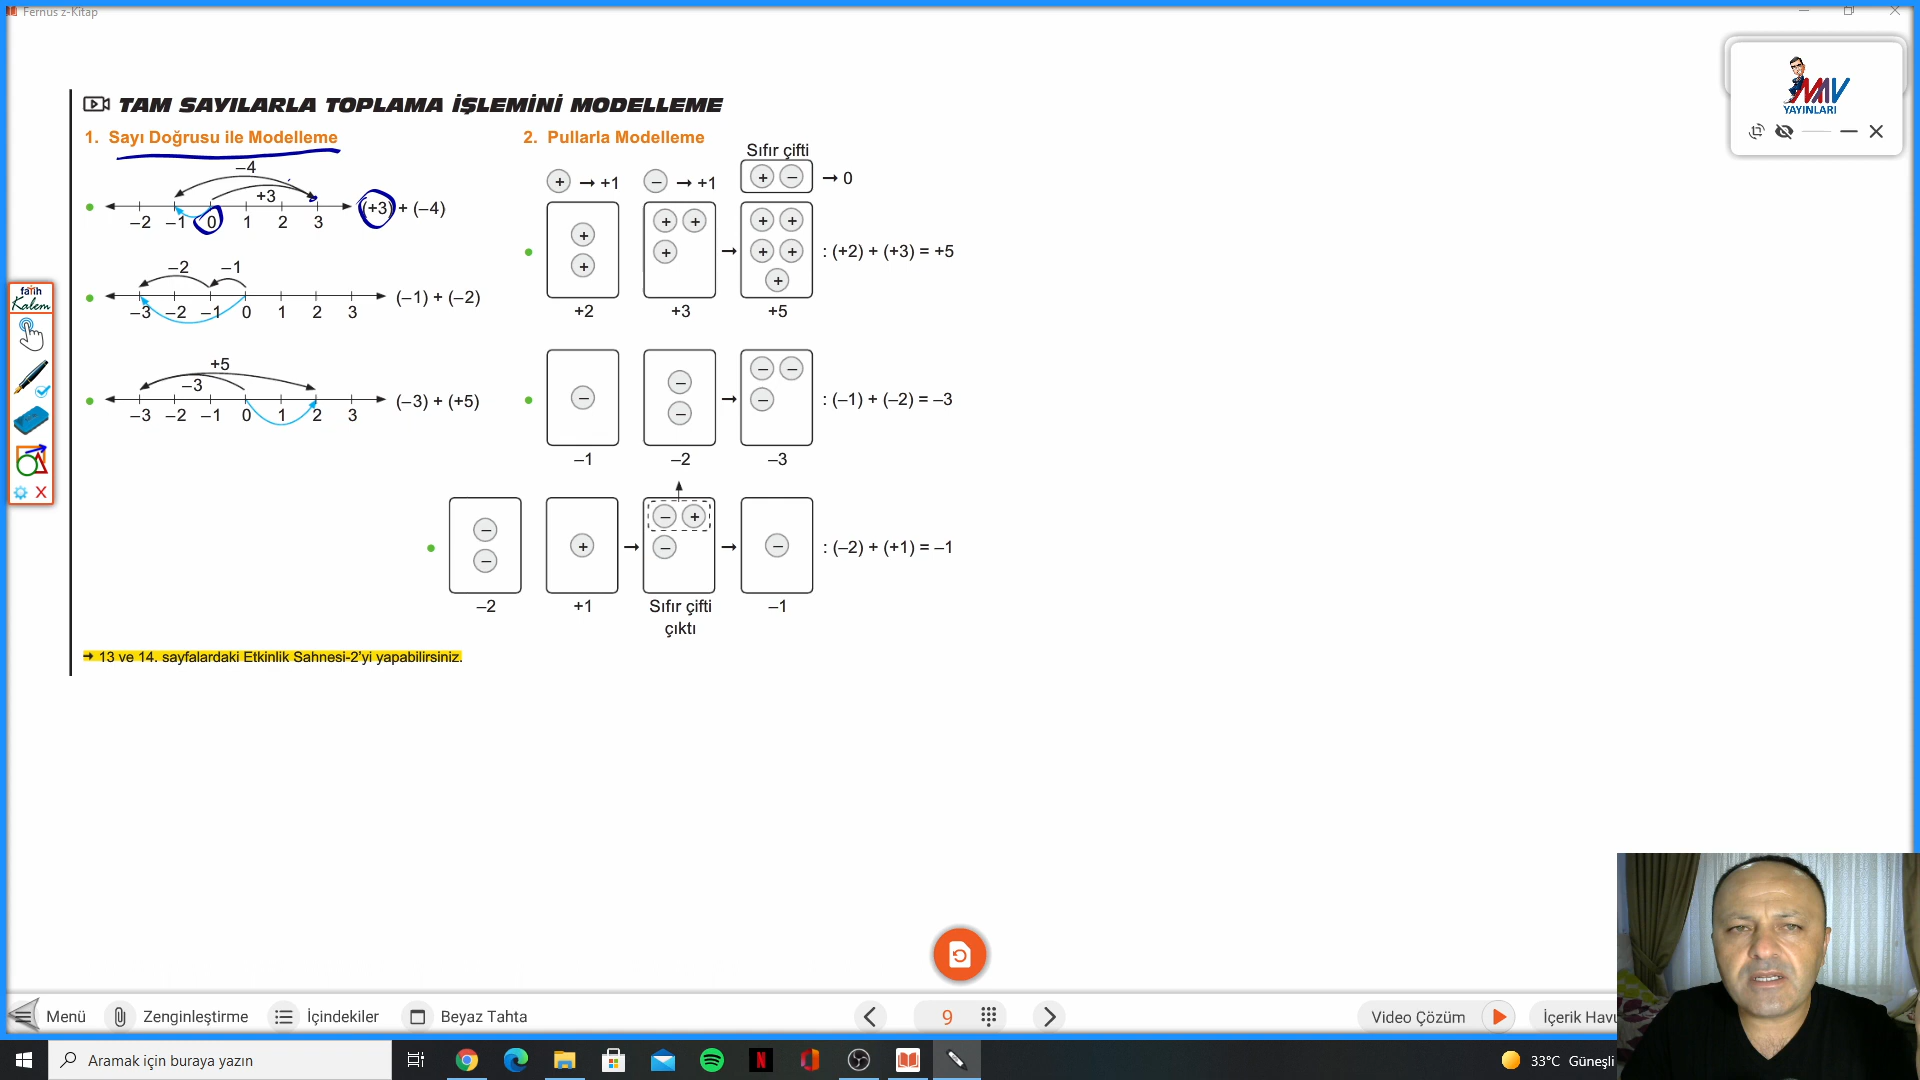 Fernus z-Kitap
MAV
YAYINLARI
TAM SAYILARLA TOPLAMA İŞLEMİNİ MODELLEME
1. Sayı Doğrusu ile Modelleme
–4
+3
–2 –1 0 1 2 3
(+3) + (–4)
–2 –1
–3 –2 –1 0 1 2 3
(–1) + (–2)
+5
–3
–3 –2 –1 0 1 2 3
(–3) + (+5)
2. Pullarla Modelleme
Sıfır çifti
+ → +1 – → +1 + – → 0
+ + + + + → + + + + + : (+2) + (+3) = +5
+2 +3 +5
– – – → – – – : (–1) + (–2) = –3
–1 –2 –3
– – + → – + – → – : (–2) + (+1) = –1
–2 +1 Sıfır çifti –1
çıktı
→ 13 ve 14. sayfalardaki Etkinlik Sahnesi-2’yi yapabilirsiniz.
fatih
Kalem
Menü Zenginleştirme İçindekiler Beyaz Tahta 9 Video Çözüm İçerik Havu
Aramak için buraya yazın 33°C Güneşli